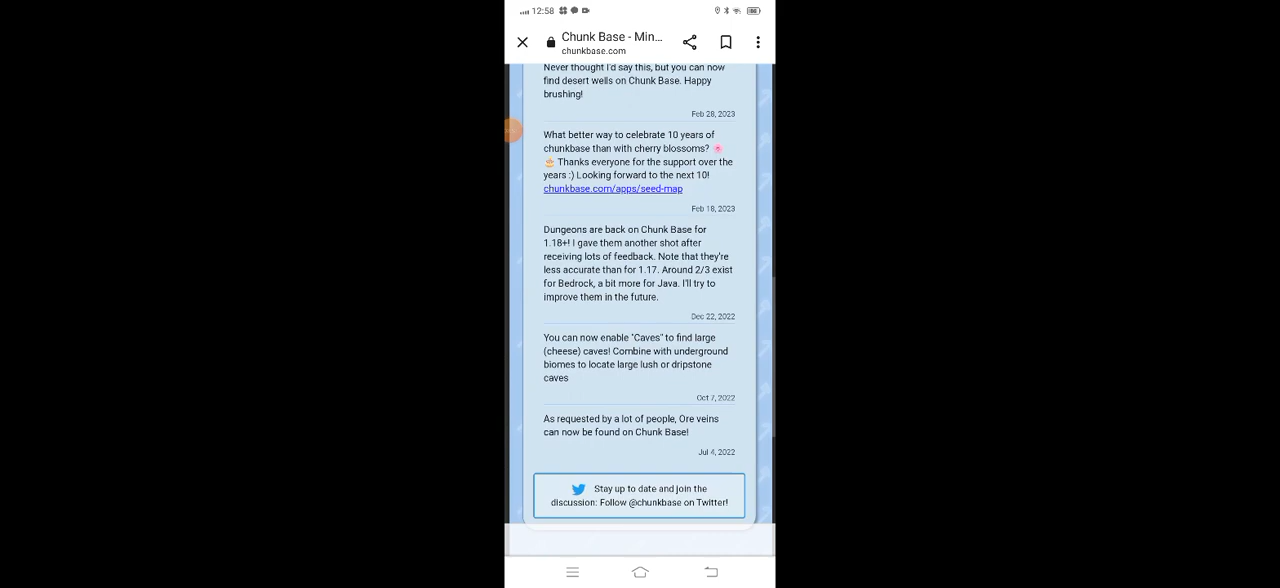 12:58
Chunk Base - Min...
chunkbase.com
Never thought I'd say this, but you can now
find desert wells on Chunk Base. Happy
brushing!
Feb 28, 2023
What better way to celebrate 10 years of
chunkbase than with cherry blossoms? 🌸
🎂 Thanks everyone for the support over the
years :) Looking forward to the next 10!
chunkbase.com/apps/seed-map
Feb 18, 2023
Dungeons are back on Chunk Base for
1.18+! I gave them another shot after
receiving lots of feedback. Note that they're
less accurate than for 1.17. Around 2/3 exist
for Bedrock, a bit more for Java. I'll try to
improve them in the future.
Dec 22, 2022
You can now enable "Caves" to find large
(cheese) caves! Combine with underground
biomes to locate large lush or dripstone
caves
Oct 7, 2022
As requested by a lot of people, Ore veins
can now be found on Chunk Base!
Jul 4, 2022
Stay up to date and join the
discussion: Follow @chunkbase on Twitter!